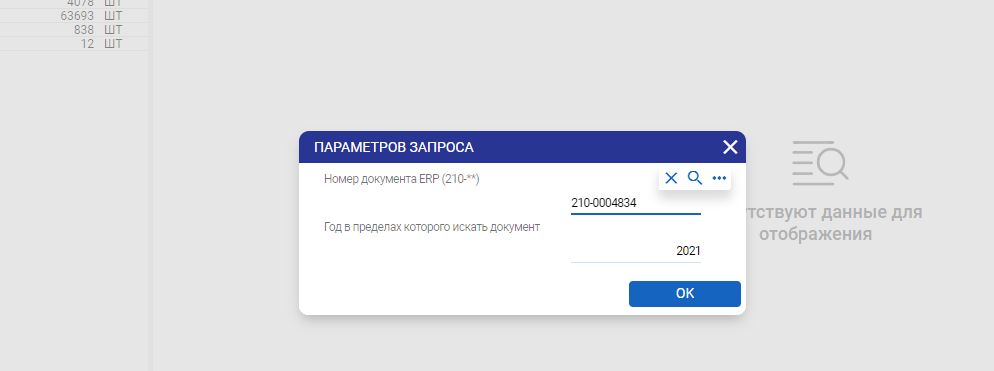 4078 ШТ
63693 ШТ
838 ШТ
12 ШТ
ПАРАМЕТРОВ ЗАПРОСА
Номер документа ERP (210-**)
210-0004834
Год в пределах которого искать документ
2021
OK
данные для
отображения